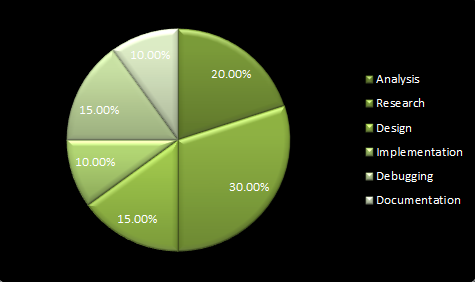 10.00%
20.00%
15.00%
10.00%
30.00%
15.00%
Analysis
Research
Design
Implementation
Debugging
Documentation